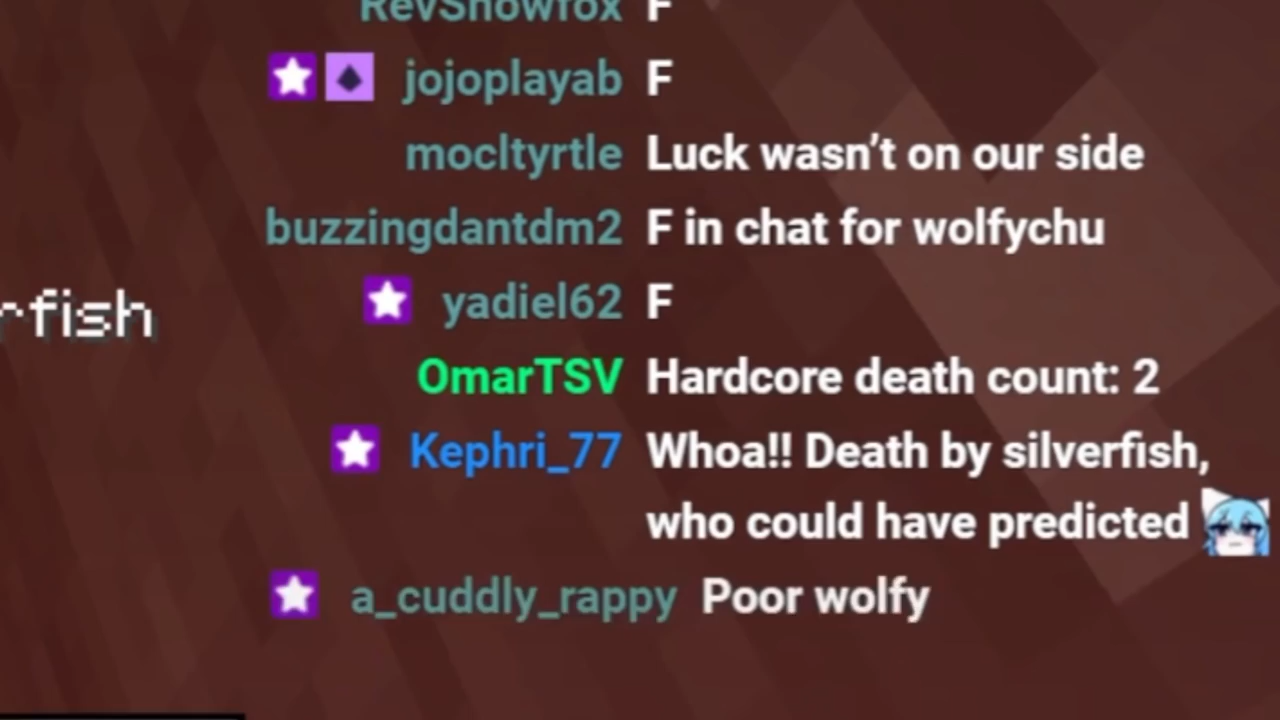 RevShowfox F
jojoplayab F
mocltyrtle Luck wasn't on our side
buzzingdantdm2 F in chat for wolfychu
rfish
yadiel62 F
OmarTSV Hardcore death count: 2
Kephri_77 Whoa!! Death by silverfish,
who could have predicted
a_cuddly_rappy Poor wolfy